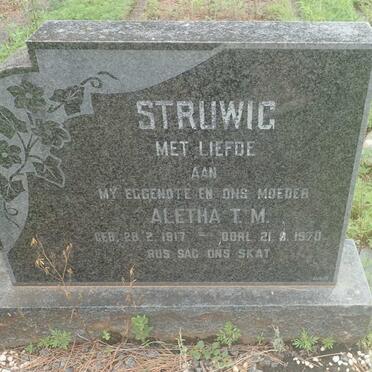 STRUWIG
MET LIEFDE
AAN
MY EGGENOTE EN ONS MOEDER
ALETHA T. M.
GEB. 28. 2. 1917 — OORL. 21. 8. 1970
RUS SAG ONS SKAT